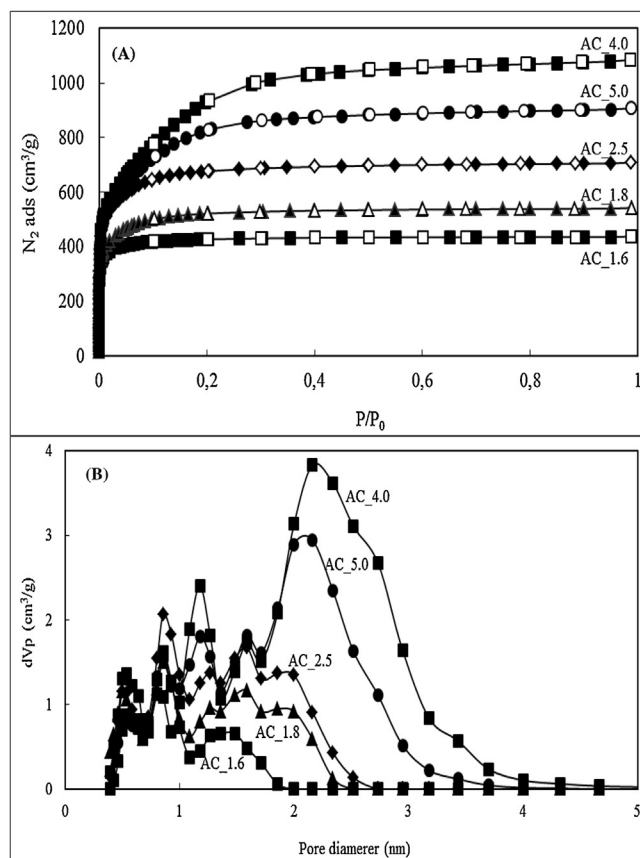 (A)
1200
1000
800
600
400
200
0
N₂ ads (cm³/g)
AC_4.0
AC_5.0
AC_2.5
AC_1.8
AC_1.6
0 0,2 0,4 0,6 0,8 1
P/P₀
(B)
4
3
2
1
0
dVp (cm³/g)
AC_4.0
AC_5.0
AC_2.5
AC_1.8
AC_1.6
0 1 2 3 4 5
Pore diamerer (nm)